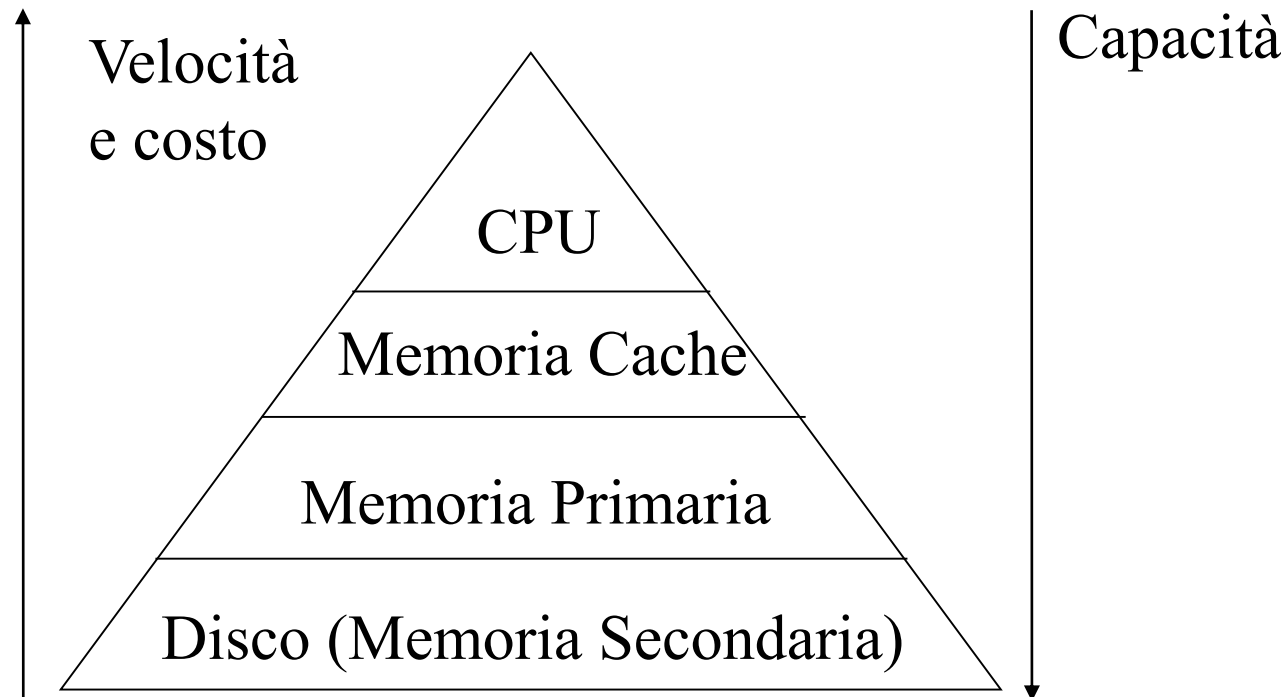 Velocità
e costo
Capacità
CPU
Memoria Cache
Memoria Primaria
Disco (Memoria Secondaria)